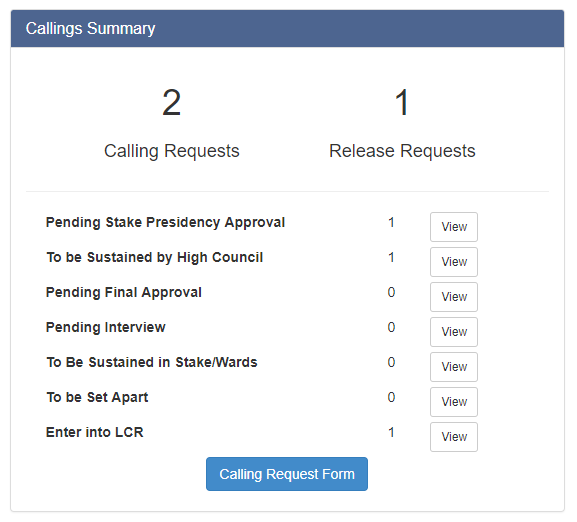 Callings Summary
2 1
Calling Requests Release Requests
Pending Stake Presidency Approval 1 View
To be Sustained by High Council 1 View
Pending Final Approval 0 View
Pending Interview 0 View
To Be Sustained in Stake/Wards 0 View
To be Set Apart 0 View
Enter into LCR 1 View
Calling Request Form